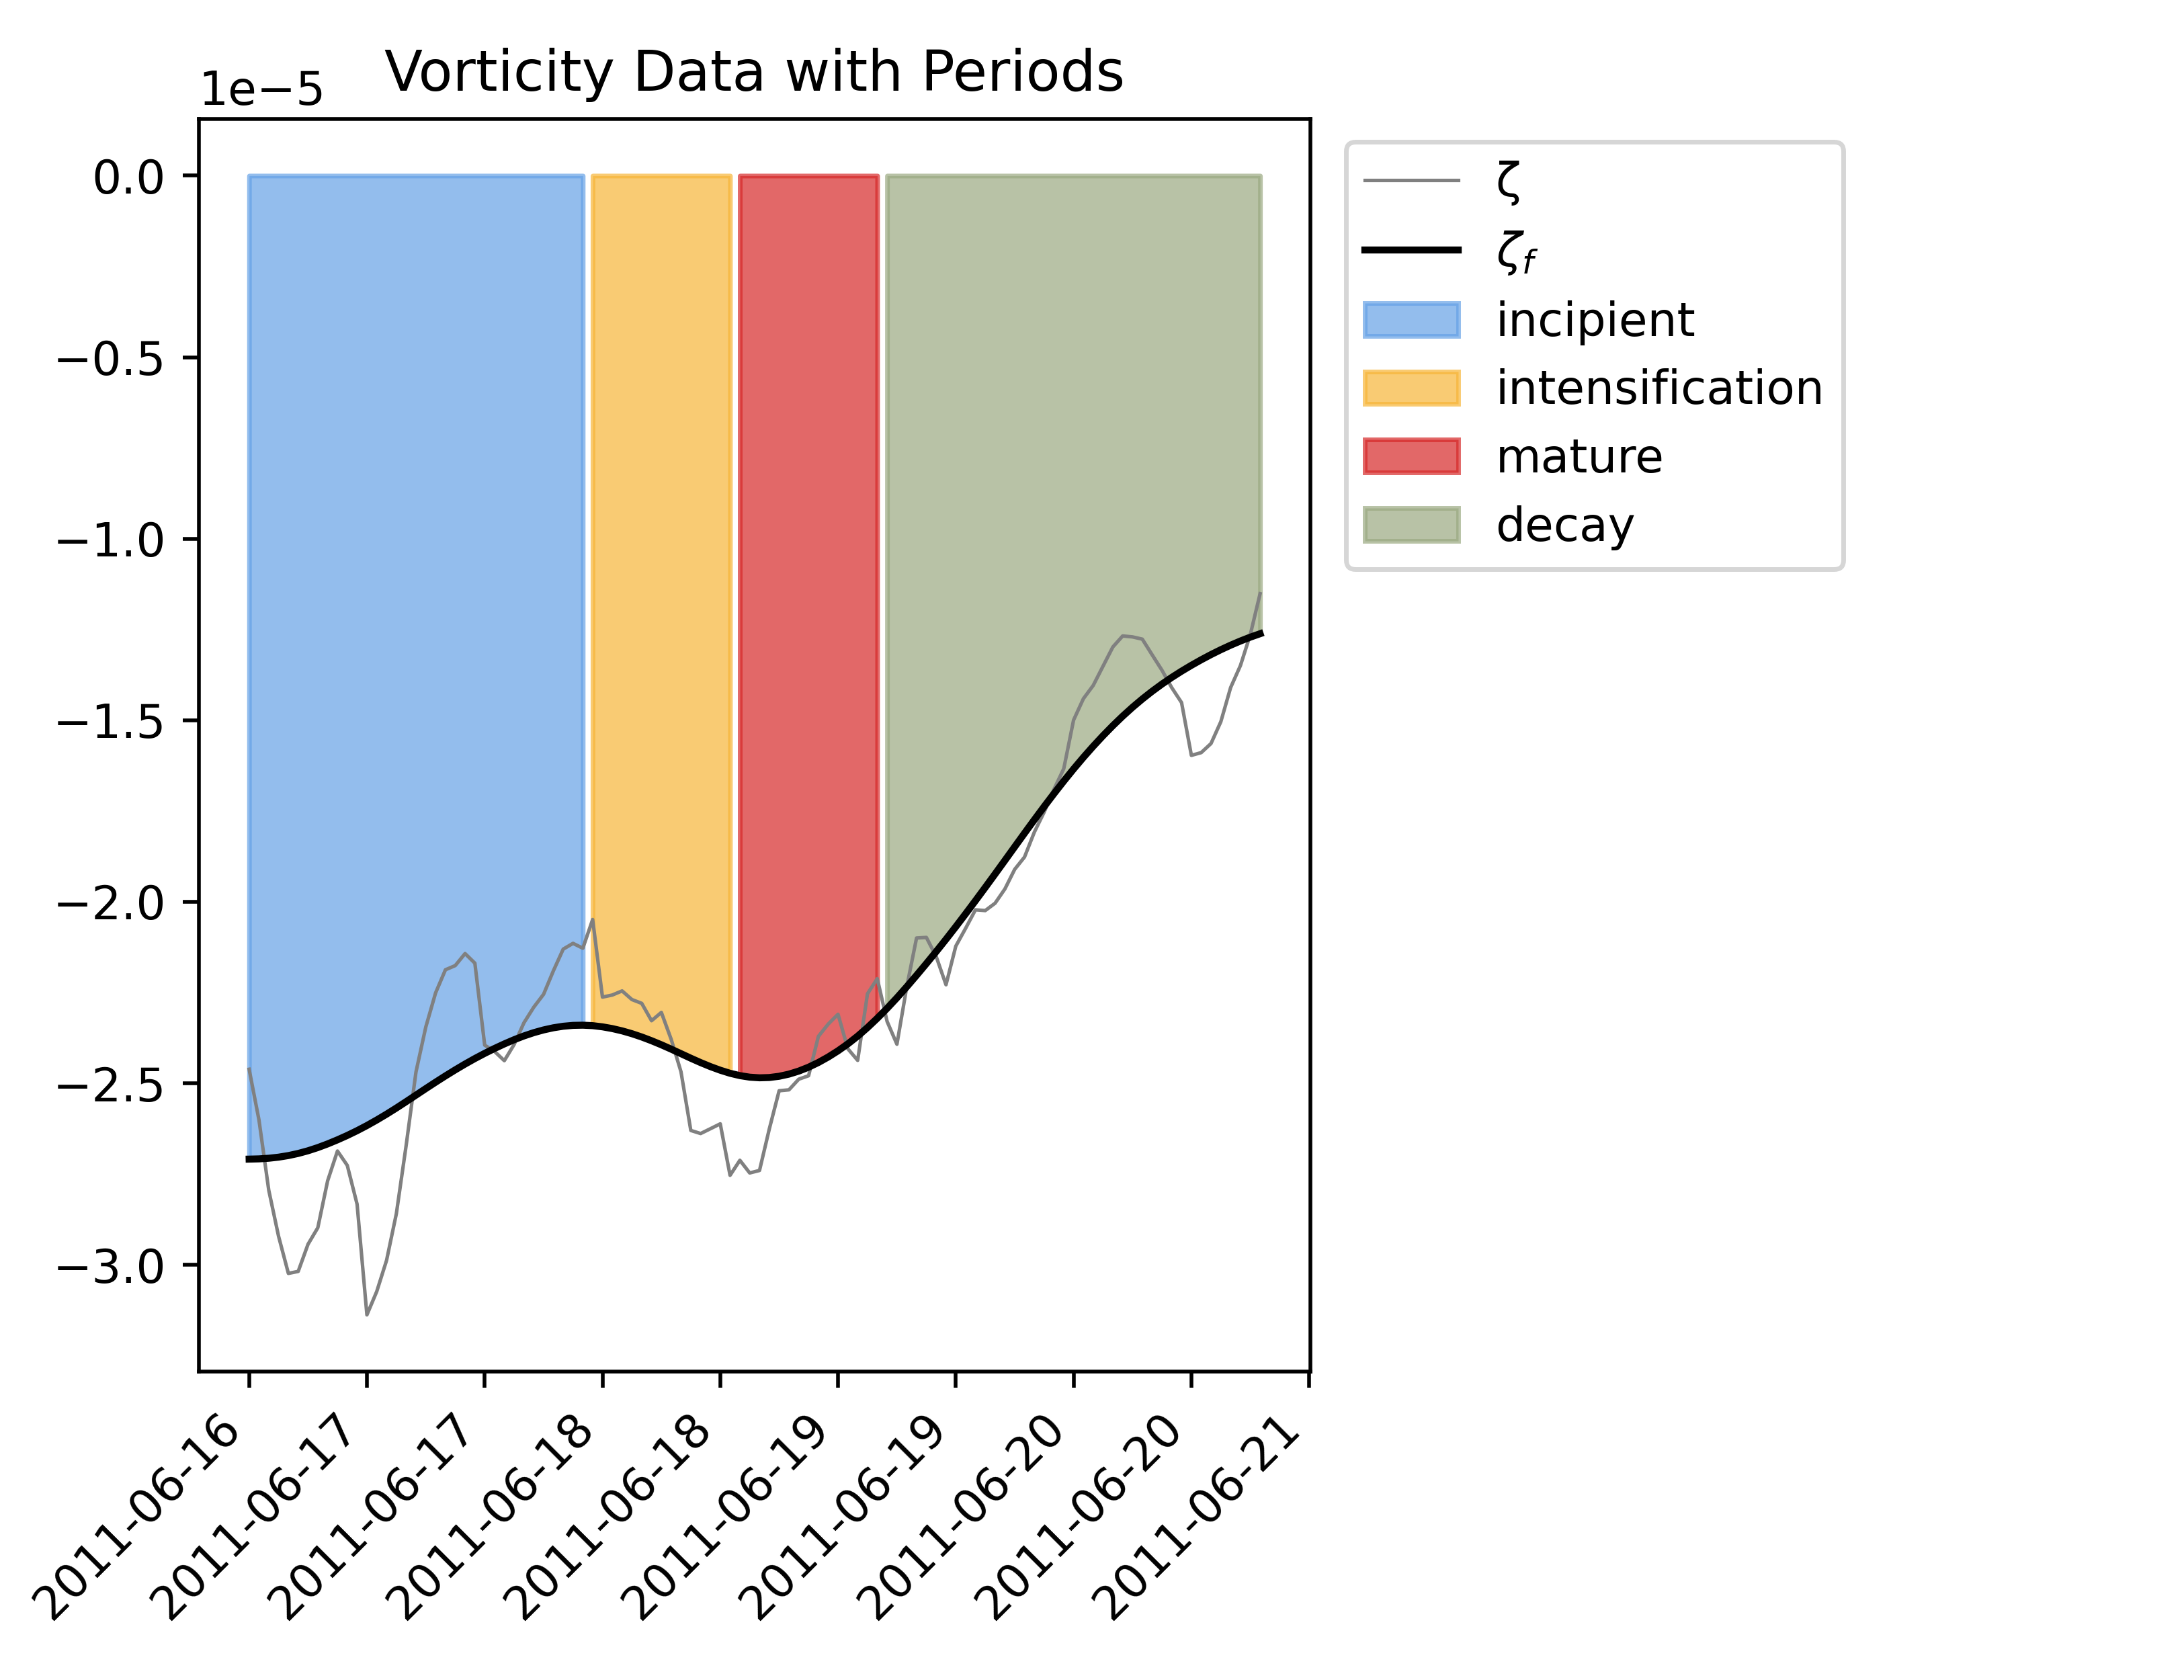 Vorticity Data with Periods
1e−5
0.0
−0.5
−1.0
−1.5
−2.0
−2.5
−3.0
2011-06-16
2011-06-17
2011-06-17
2011-06-18
2011-06-18
2011-06-19
2011-06-19
2011-06-20
2011-06-20
2011-06-21
ζ
ζf
incipient
intensification
mature
decay